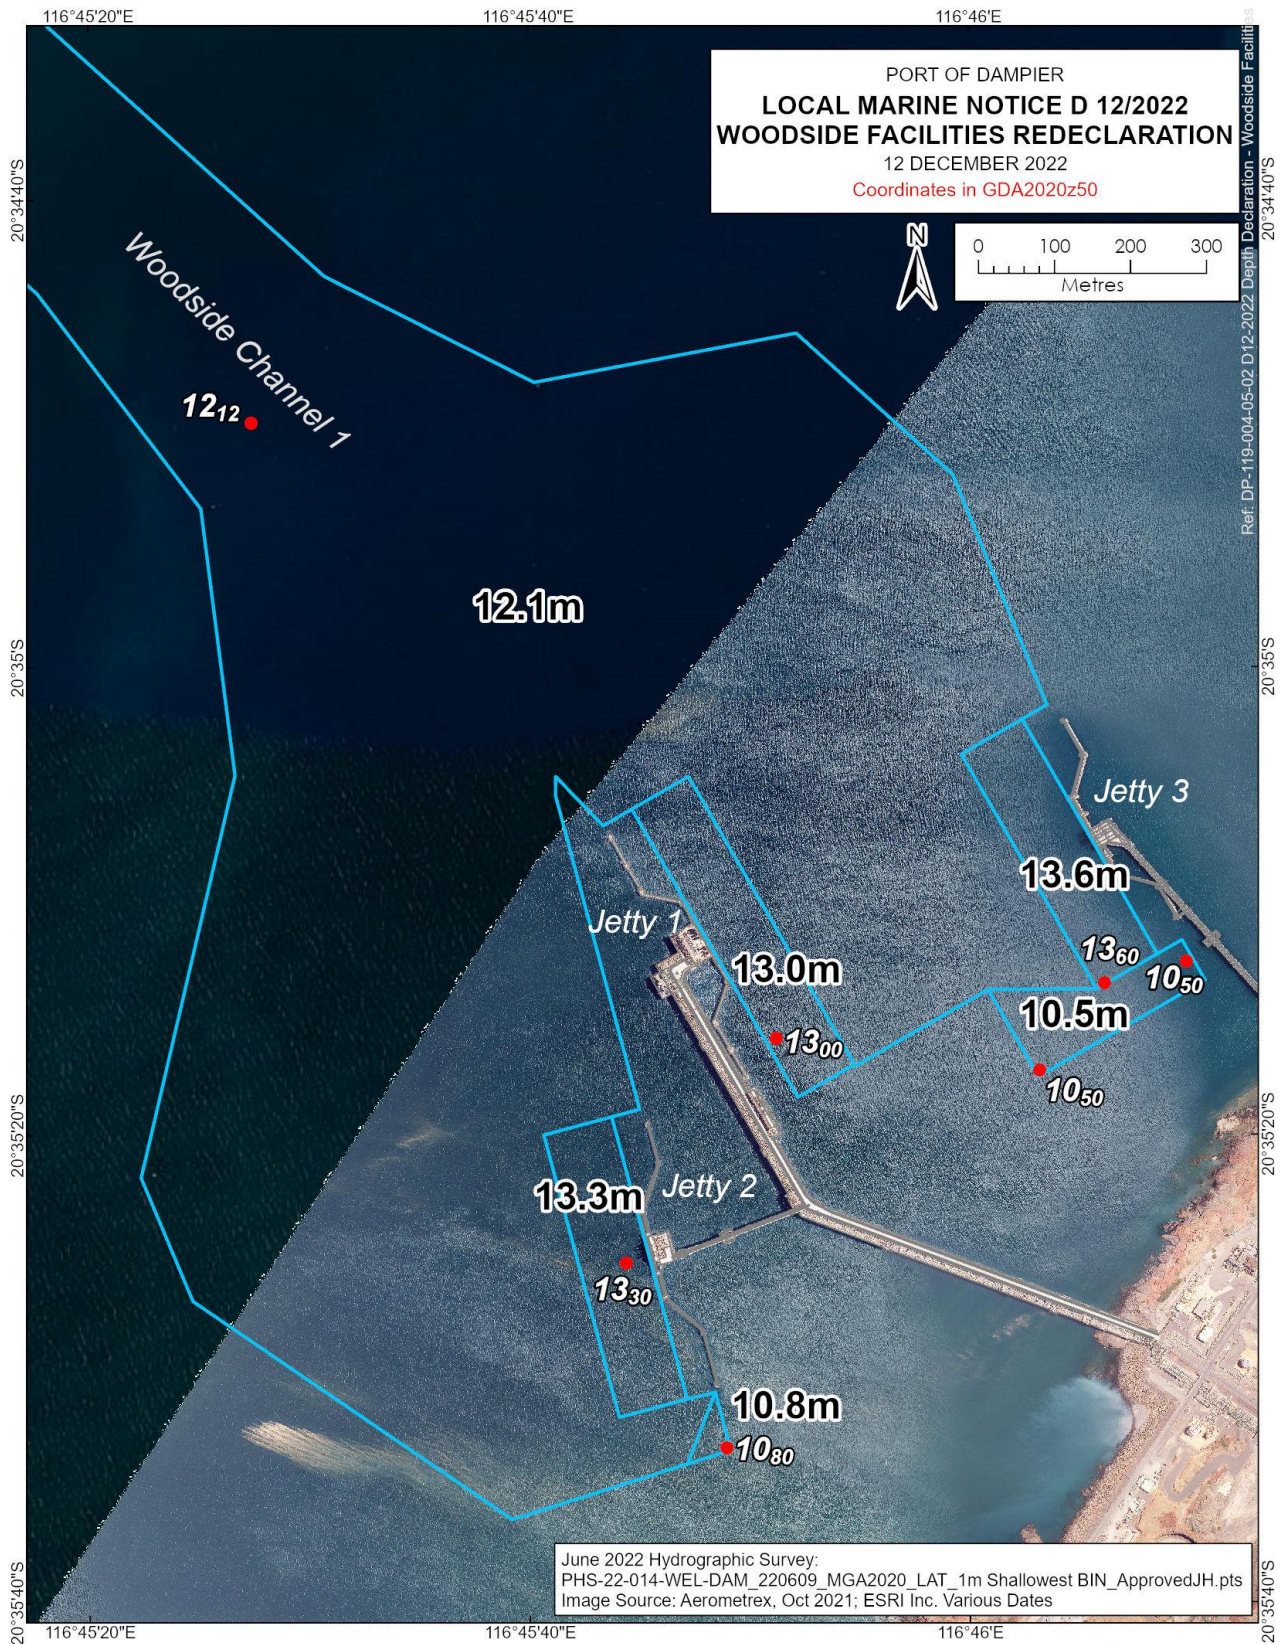 116°45'20"E
116°45'40"E
116°46'E
PORT OF DAMPIER
LOCAL MARINE NOTICE D 12/2022
WOODSIDE FACILITIES REDECLARATION
12 DECEMBER 2022
Coordinates in GDA2020z50
Ref: DP-119-004-05-02 D12-2022 Depth Declaration - Woodside Facilities
20°34'40"S
20°34'40"S
N
0 100 200 300
Metres
Woodside Channel 1
12₁₂
12.1m
20°35'S
20°35'S
Jetty 3
13.6m
Jetty 1
13₆₀
13.0m
10₅₀
10.5m
13₀₀
10₅₀
20°35'20"S
20°35'20"S
Jetty 2
13.3m
13₃₀
10.8m
10₈₀
June 2022 Hydrographic Survey:
PHS-22-014-WEL-DAM_220609_MGA2020_LAT_1m Shallowest BIN_ApprovedJH.pts
Image Source: Aerometrex, Oct 2021; ESRI Inc. Various Dates
20°35'40"S
20°35'40"S
116°45'20"E
116°45'40"E
116°46'E